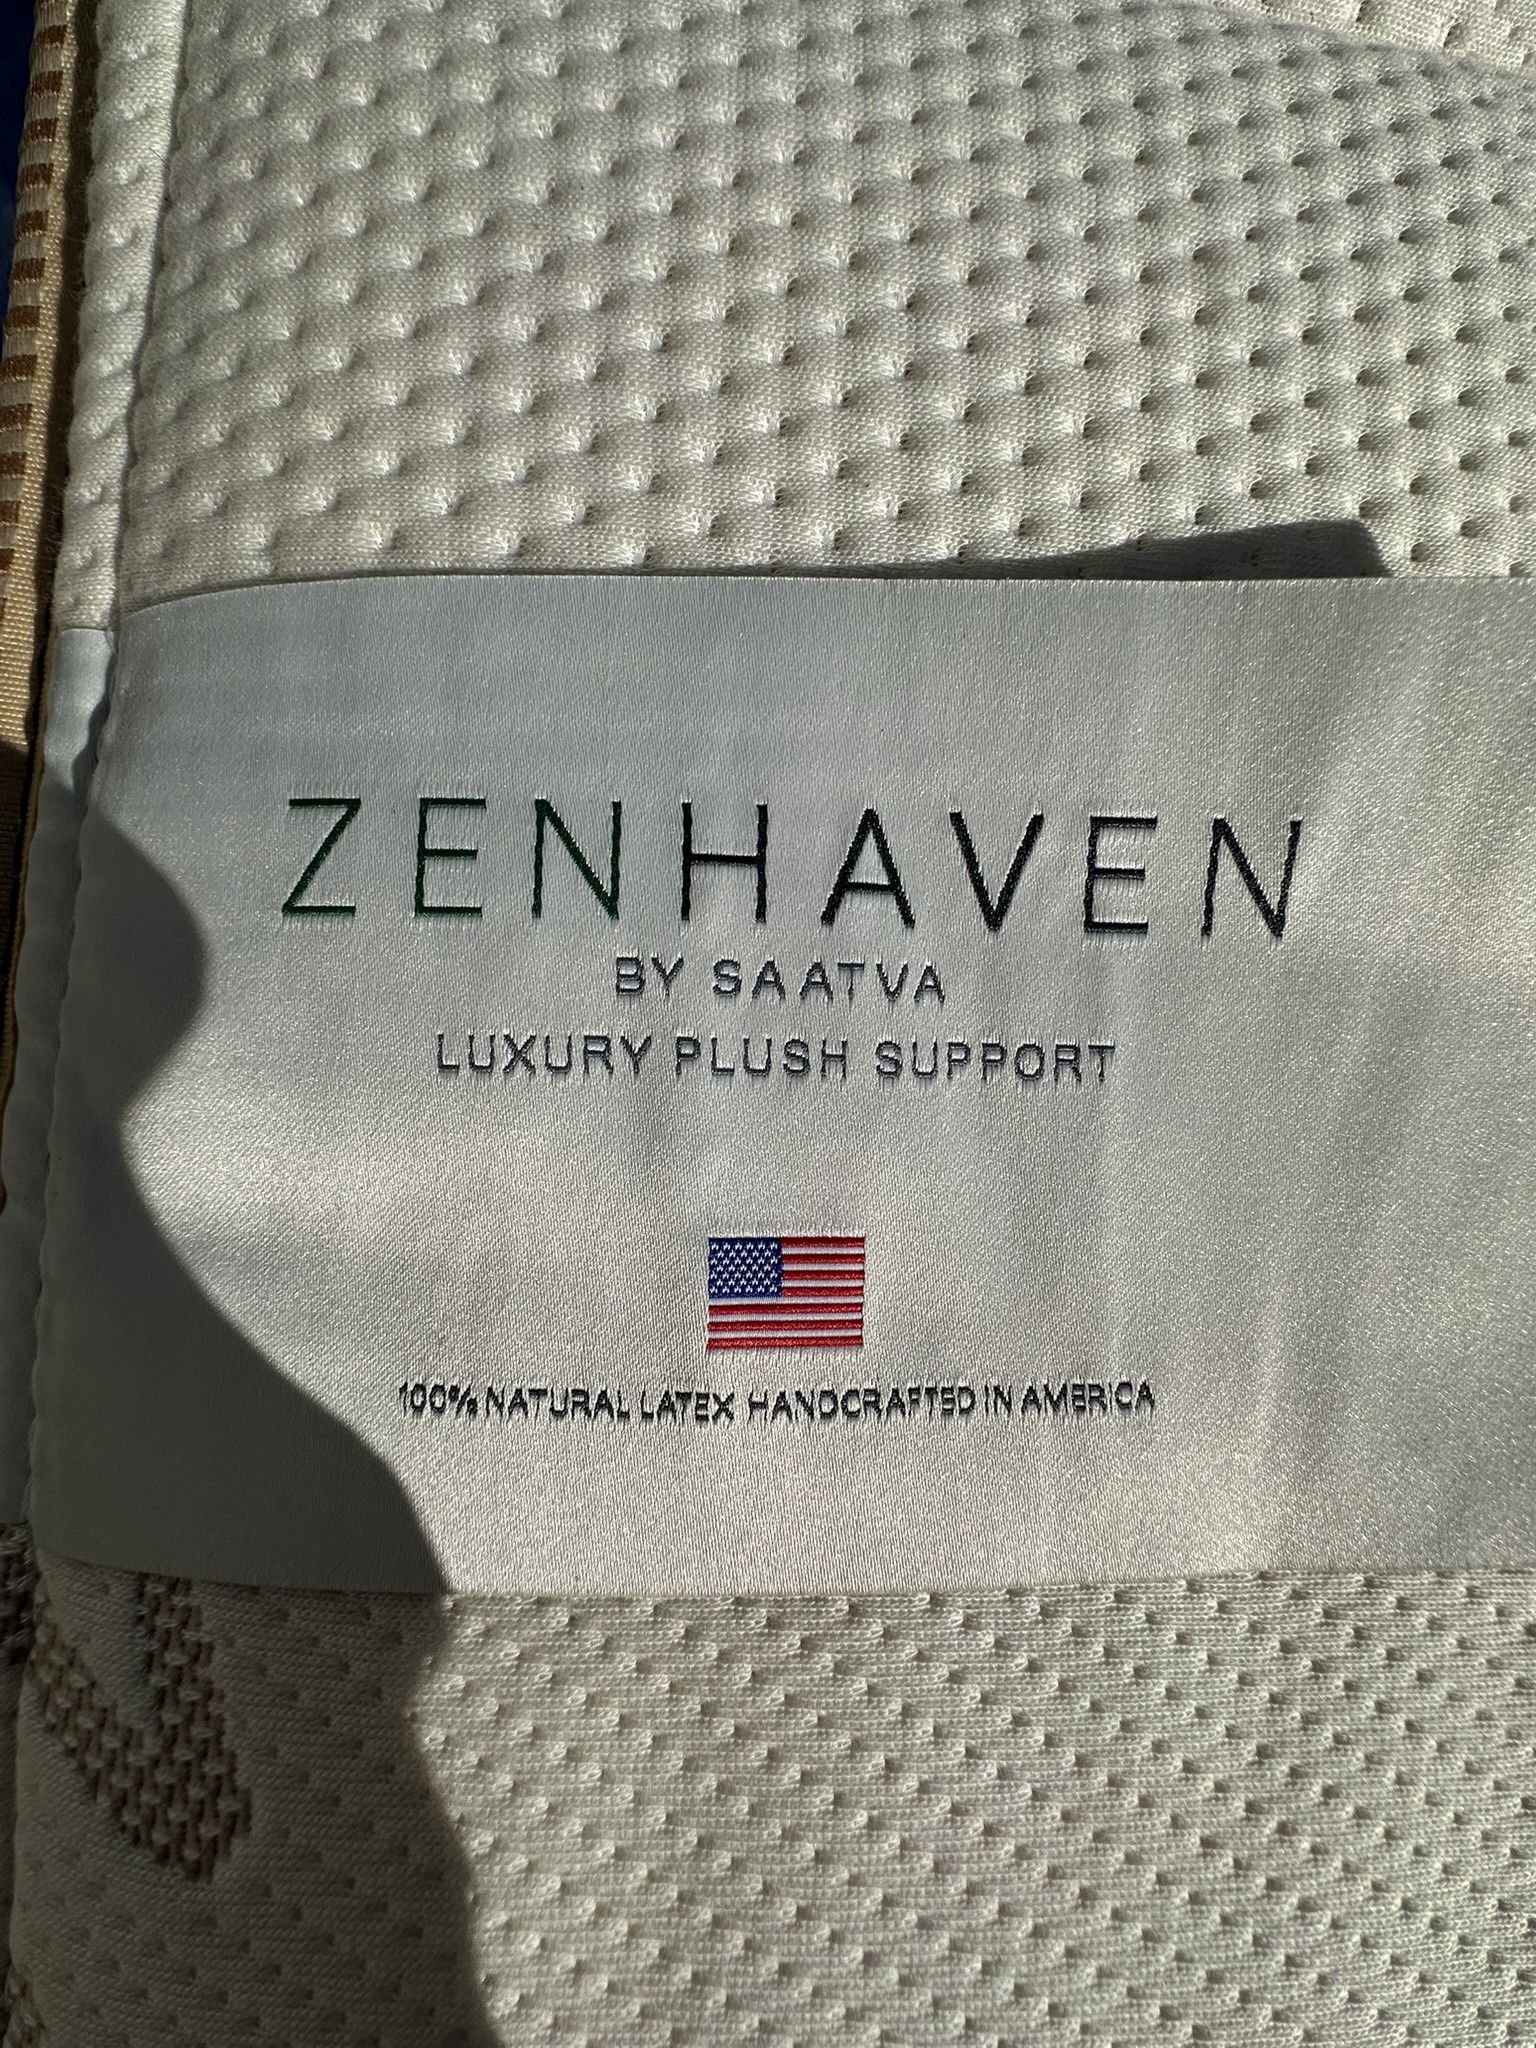 ZENHAVEN
BY SAATVA
LUXURY PLUSH SUPPORT
100% NATURAL LATEX HANDCRAFTED IN AMERICA